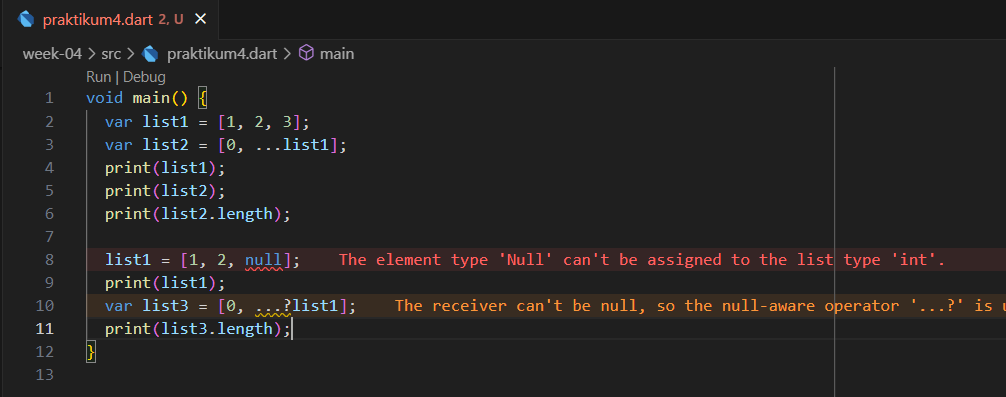 praktikum4.dart 2, U
week-04 > src > praktikum4.dart > main
Run | Debug
1 void main() {
2 var list1 = [1, 2, 3];
3 var list2 = [0, ...list1];
4 print(list1);
5 print(list2);
6 print(list2.length);
7
8 list1 = [1, 2, null]; The element type 'Null' can't be assigned to the list type 'int'.
9 print(list1);
10 var list3 = [0, ...?list1]; The receiver can't be null, so the null-aware operator '...?' is
11 print(list3.length);
12 }
13